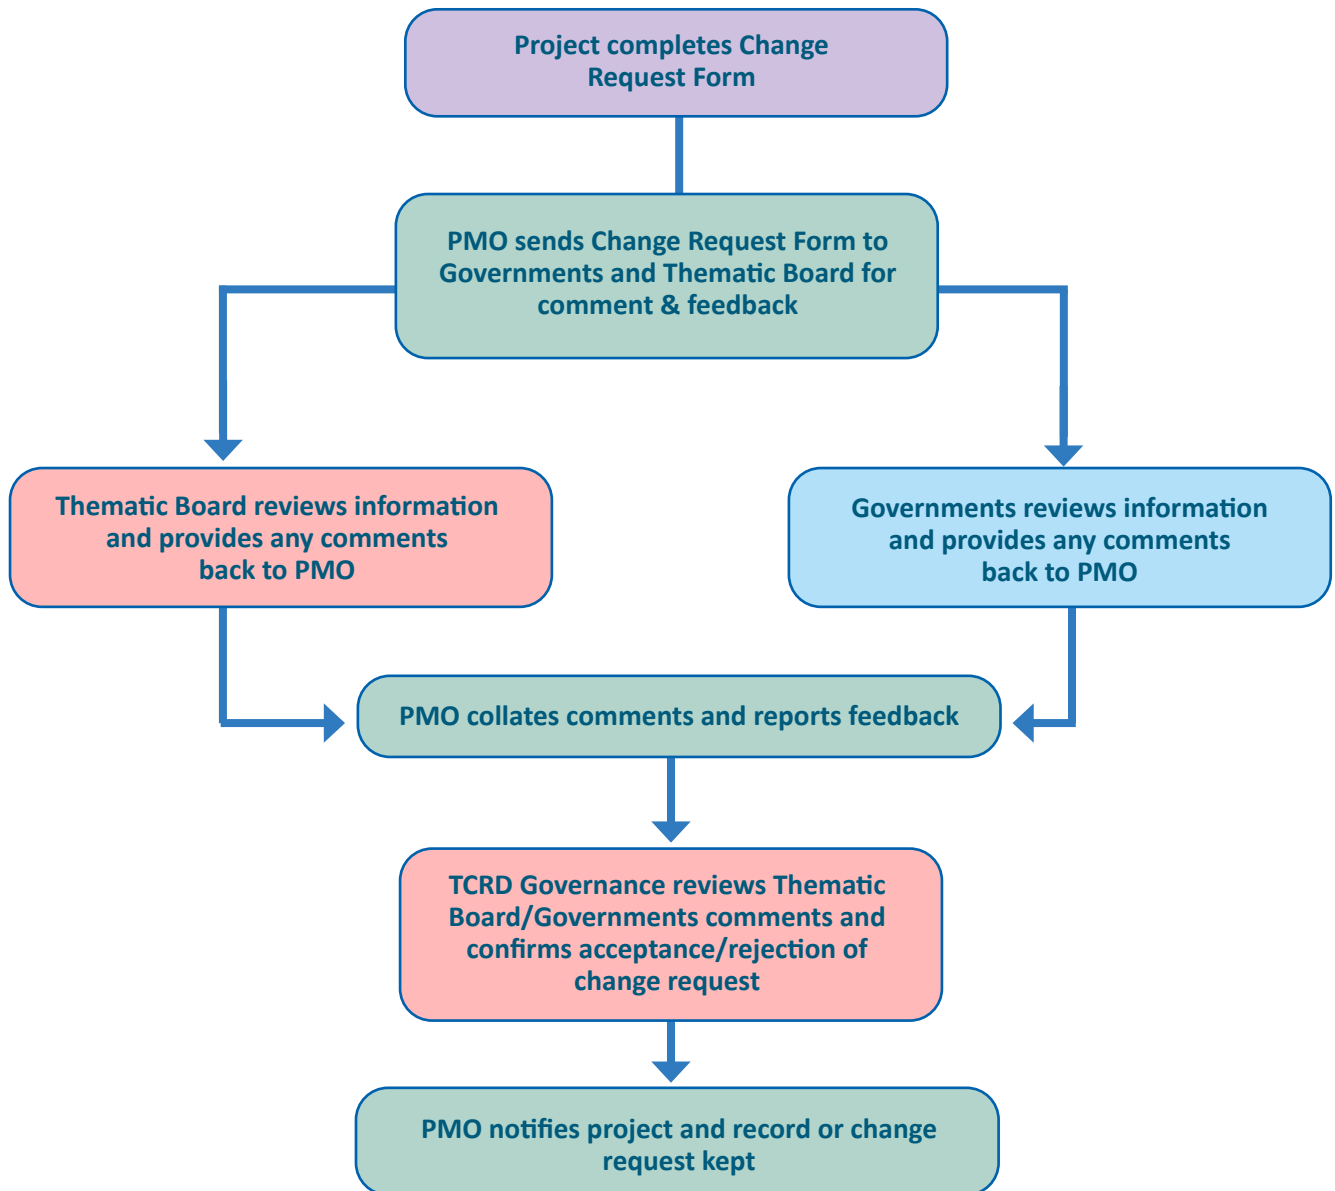 Project completes Change
Request Form
PMO sends Change Request Form to
Governments and Thematic Board for
comment & feedback
Thematic Board reviews information
and provides any comments
back to PMO
Governments reviews information
and provides any comments
back to PMO
PMO collates comments and reports feedback
TCRD Governance reviews Thematic
Board/Governments comments and
confirms acceptance/rejection of
change request
PMO notifies project and record or change
request kept